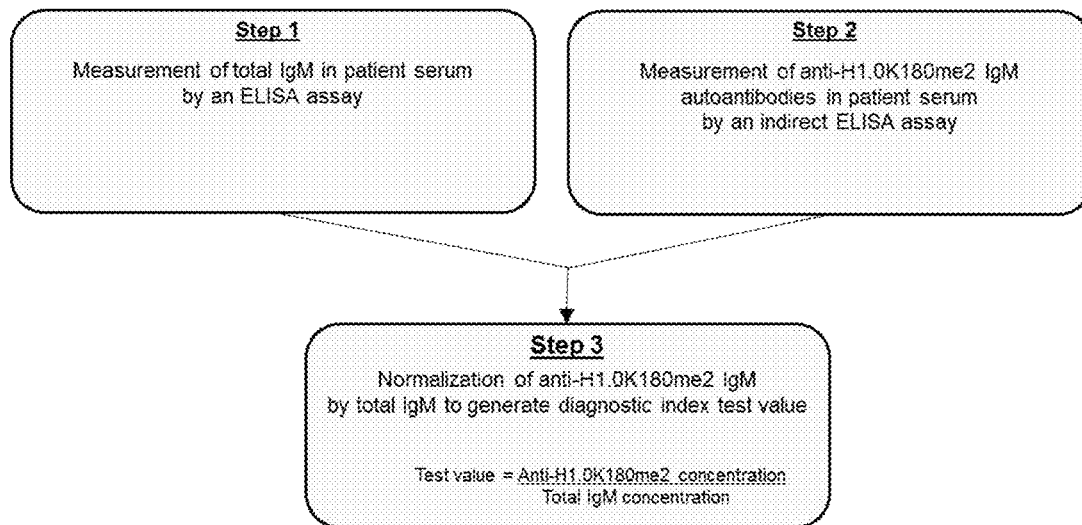 Step 1
Measurement of total IgM in patient serum
by an ELISA assay
Step 2
Measurement of anti-H1.0K180me2 IgM
autoantibodies in patient serum
by an indirect ELISA assay
Step 3
Normalization of anti-H1.0K180me2 IgM
by total IgM to generate diagnostic index test value
Test value = Anti-H1.0K180me2 concentration
Total IgM concentration